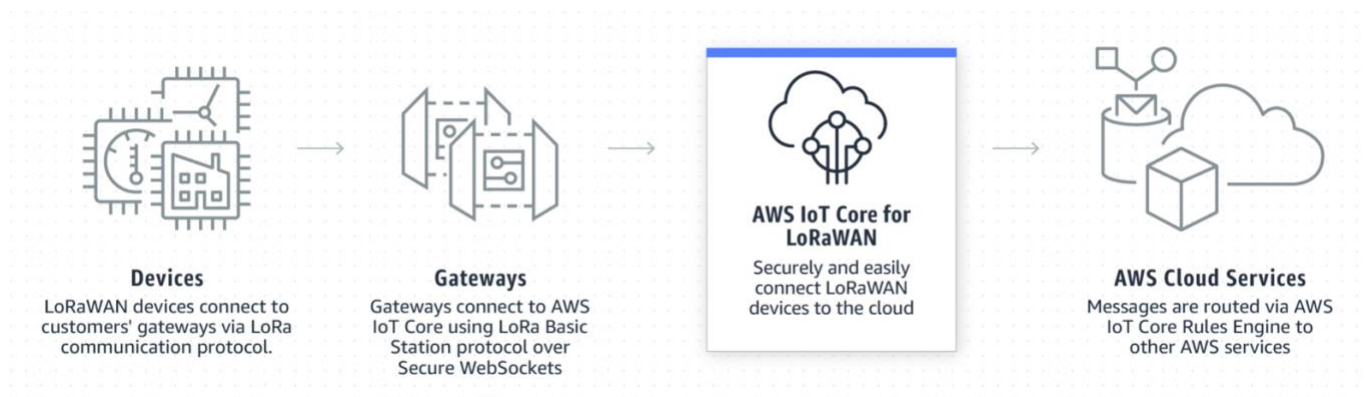 Devices
LoRaWAN devices connect to
customers' gateways via LoRa
communication protocol.
Gateways
Gateways connect to AWS
IoT Core using LoRa Basic
Station protocol over
Secure WebSockets
AWS IoT Core for
LoRaWAN
Securely and easily
connect LoRaWAN
devices to the cloud
AWS Cloud Services
Messages are routed via AWS
IoT Core Rules Engine to
other AWS services